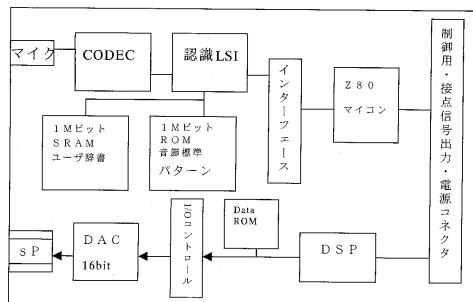 マイク
CODEC
認識LSI
インターフェース
Z80
マイコン
制御用・接点信号出力・電源コネクタ
1Mビット
SRAM
ユーザ辞書
1Mビット
ROM
音節標準
パターン
SP
DAC
16bit
I/Oコントロール
Data
ROM
DSP